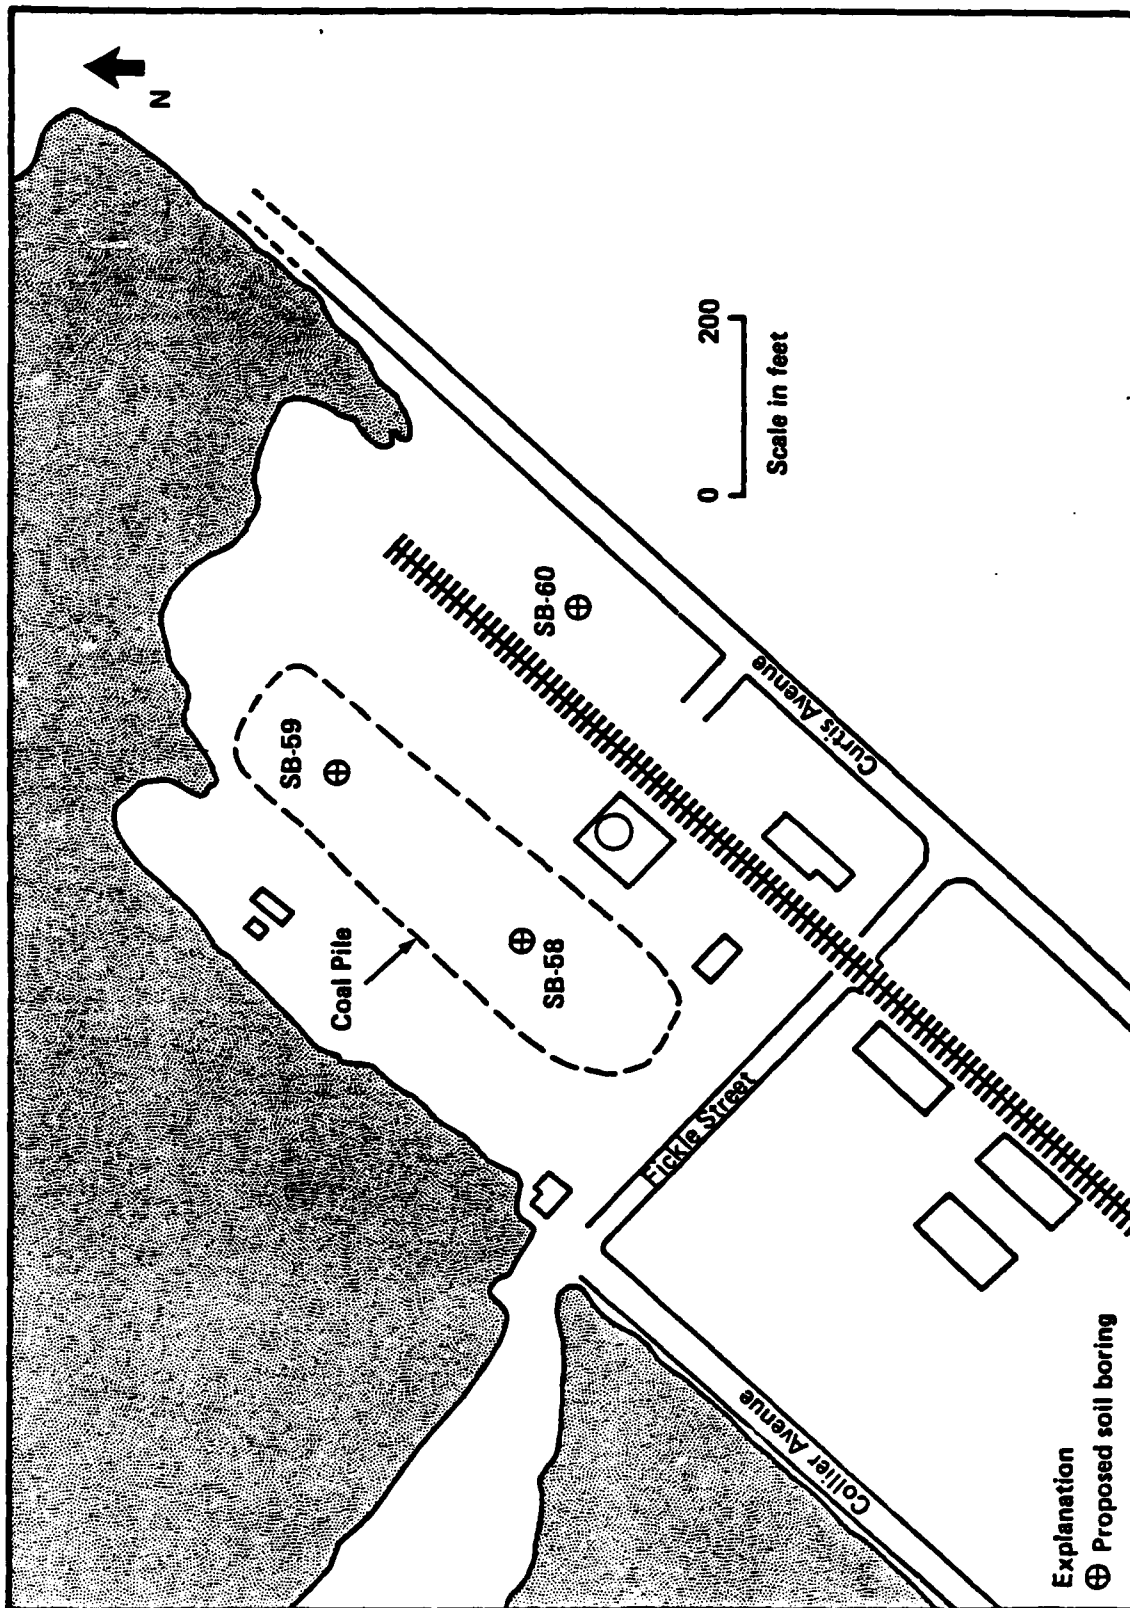 N
SB-59
SB-60
Coal Pile
SB-58
0 200
Scale in feet
Curtis Avenue
Fickle Street
Collier Avenue
Explanation
⊕ Proposed soil boring